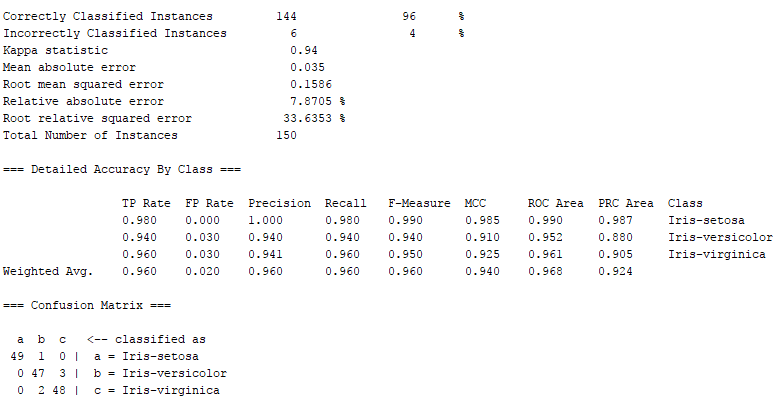 Correctly Classified Instances         144               96      %
Incorrectly Classified Instances         6                4      %
Kappa statistic                          0.94
Mean absolute error                      0.035
Root mean squared error                  0.1586
Relative absolute error                  7.8705 %
Root relative squared error             33.6353 %
Total Number of Instances              150

=== Detailed Accuracy By Class ===

                 TP Rate  FP Rate  Precision  Recall   F-Measure  MCC      ROC Area  PRC Area  Class
                 0.980    0.000    1.000      0.980    0.990      0.985    0.990     0.987     Iris-setosa
                 0.940    0.030    0.940      0.940    0.940      0.910    0.952     0.880     Iris-versicolor
                 0.960    0.030    0.941      0.960    0.950      0.925    0.961     0.905     Iris-virginica
Weighted Avg.    0.960    0.020    0.960      0.960    0.960      0.940    0.968     0.924

=== Confusion Matrix ===

  a  b  c   <-- classified as
 49  1  0 |  a = Iris-setosa
  0 47  3 |  b = Iris-versicolor
  0  2 48 |  c = Iris-virginica